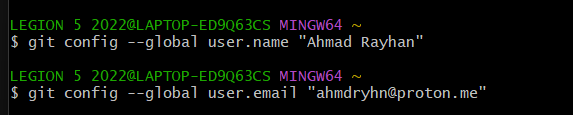 LEGION 5 2022@LAPTOP-ED9Q63CS MINGW64 ~
$ git config --global user.name "Ahmad Rayhan"
LEGION 5 2022@LAPTOP-ED9Q63CS MINGW64 ~
$ git config --global user.email "ahmdryhn@proton.me"